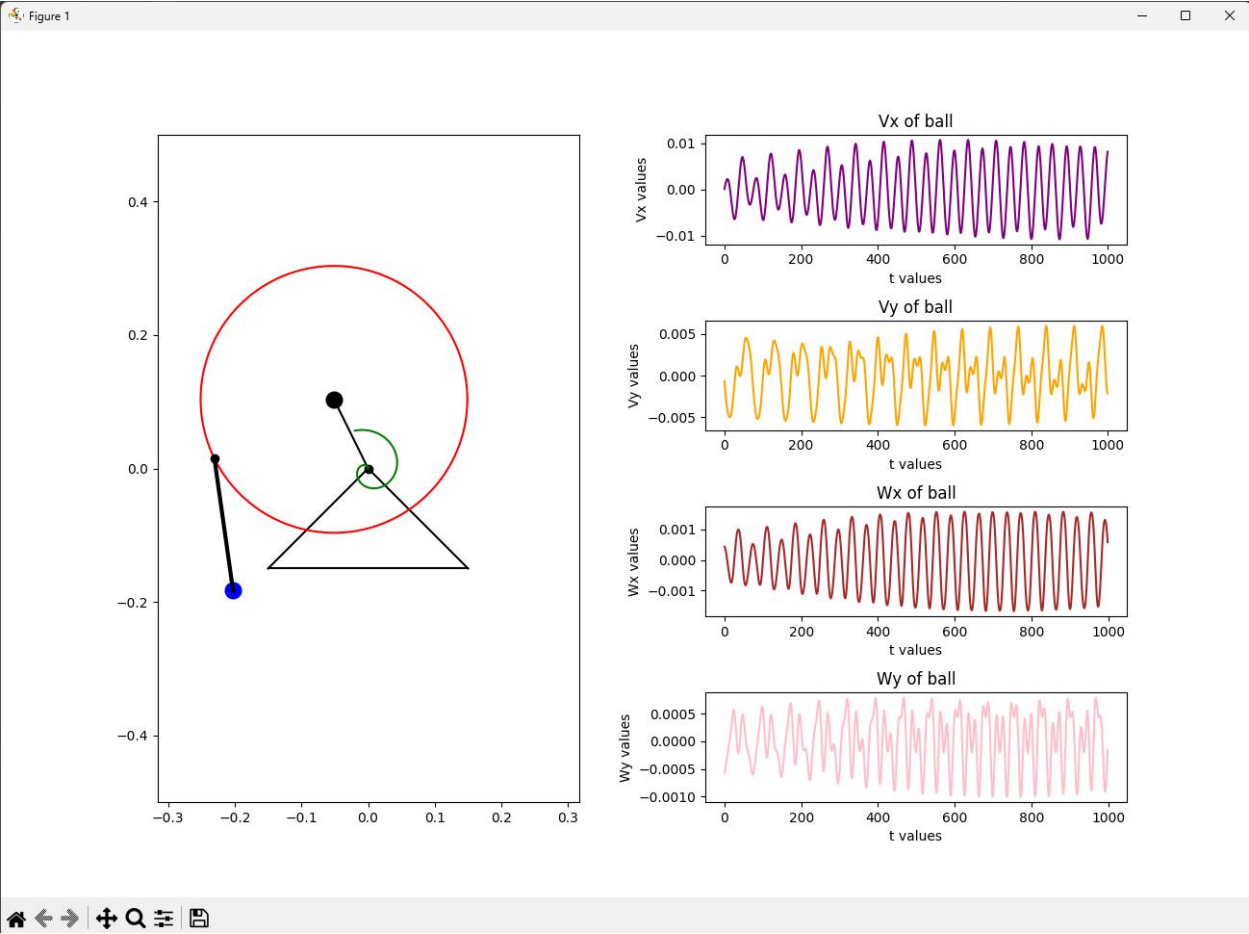 Figure 1
0.4
0.2
0.0
−0.2
−0.4
−0.3 −0.2 −0.1 0.0 0.1 0.2 0.3
Vx of ball
Vx values
0.01
0.00
−0.01
0 200 400 600 800 1000
t values
Vy of ball
Vy values
0.005
0.000
−0.005
0 200 400 600 800 1000
t values
Wx of ball
Wx values
0.001
0.000
−0.001
0 200 400 600 800 1000
t values
Wy of ball
Wy values
0.0005
0.0000
−0.0005
−0.0010
0 200 400 600 800 1000
t values